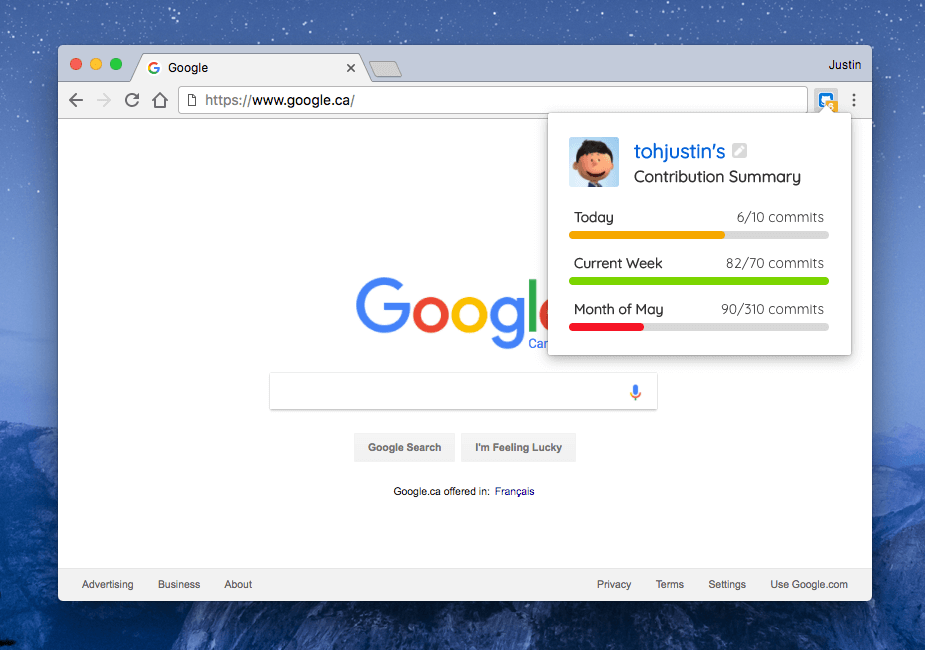 Google
Justin
https://www.google.ca/
tohjustin's
Contribution Summary
Today 6/10 commits
Current Week 82/70 commits
Month of May 90/310 commits
Google
Google Search I'm Feeling Lucky
Google.ca offered in: Français
Advertising Business About Privacy Terms Settings Use Google.com